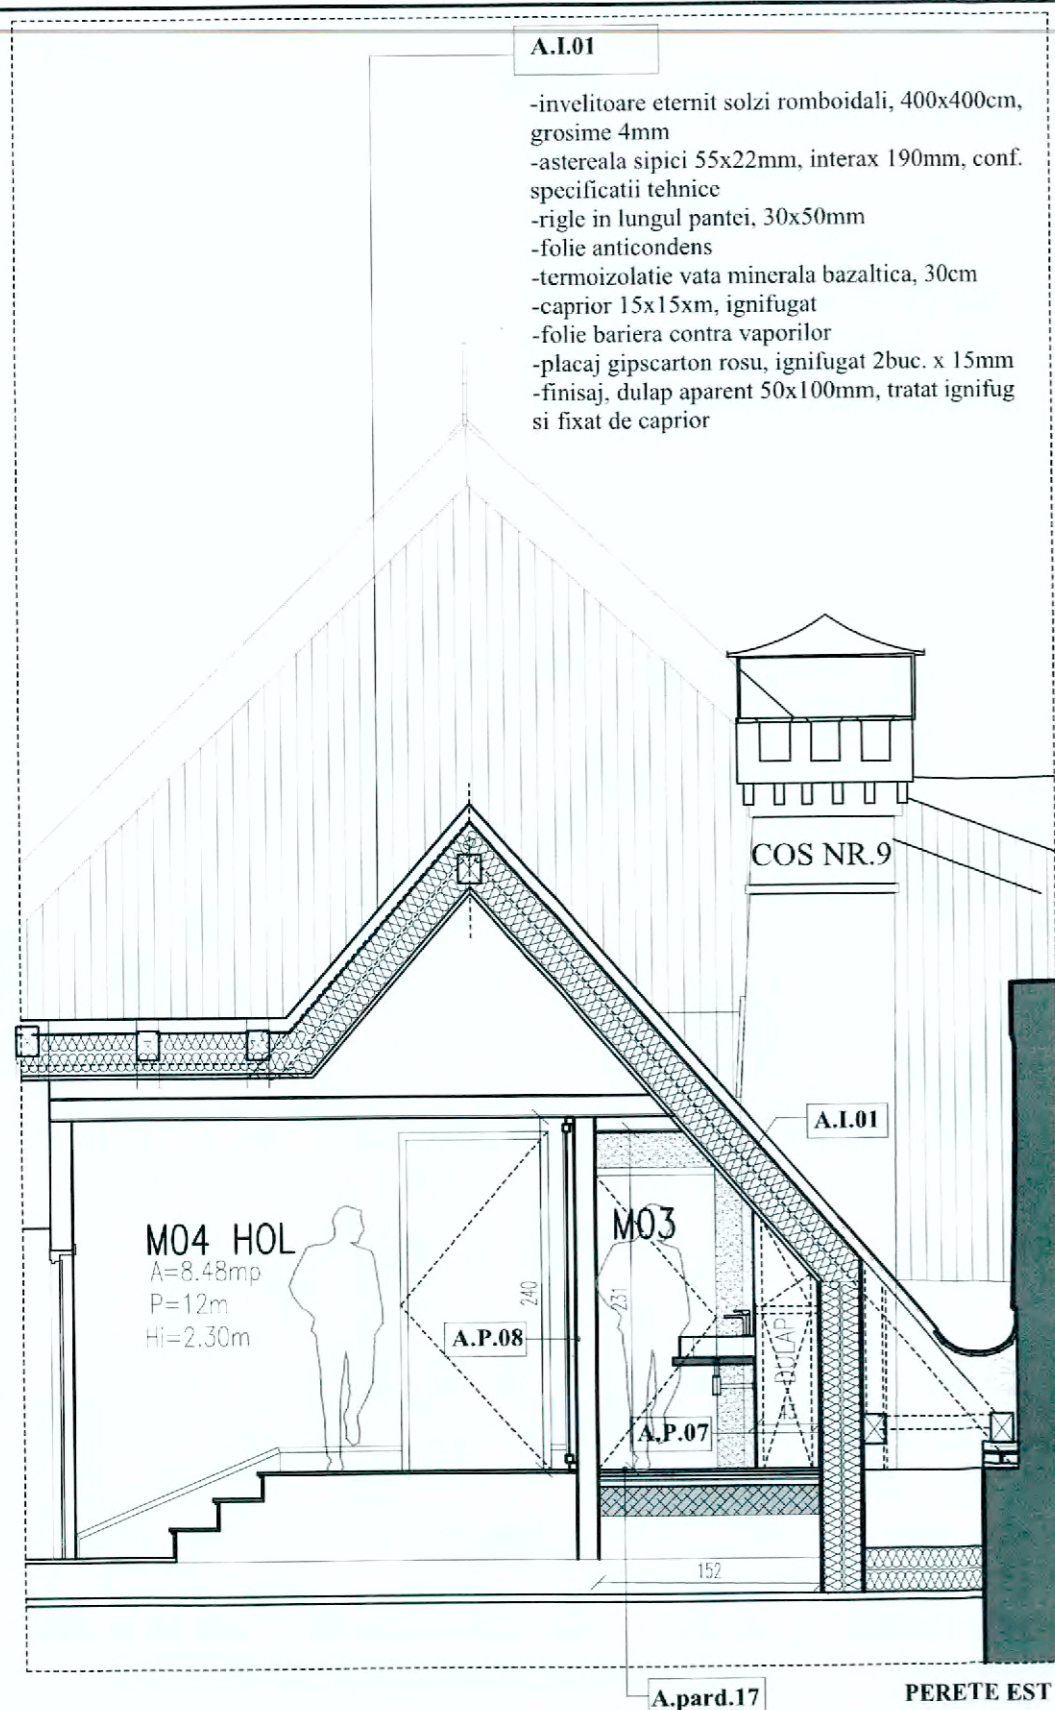 A.I.01
-invelitoare eternit solzi romboidali, 400x400cm,
grosime 4mm
-astereala sipici 55x22mm, interax 190mm, conf.
specificatii tehnice
-rigle in lungul pantei, 30x50mm
-folie anticondens
-termoizolatie vata minerala bazaltica, 30cm
-caprior 15x15xm, ignifugat
-folie bariera contra vaporilor
-placaj gipscarton rosu, ignifugat 2buc. x 15mm
-finisaj, dulap aparent 50x100mm, tratat ignifug
si fixat de caprior
COS NR.9
A.I.01
M04 HOL
A=8.48mp
P=12m
Hi=2.30m
M03
240
231
A.P.08
DULAP
A.P.07
152
A.pard.17
PERETE EST